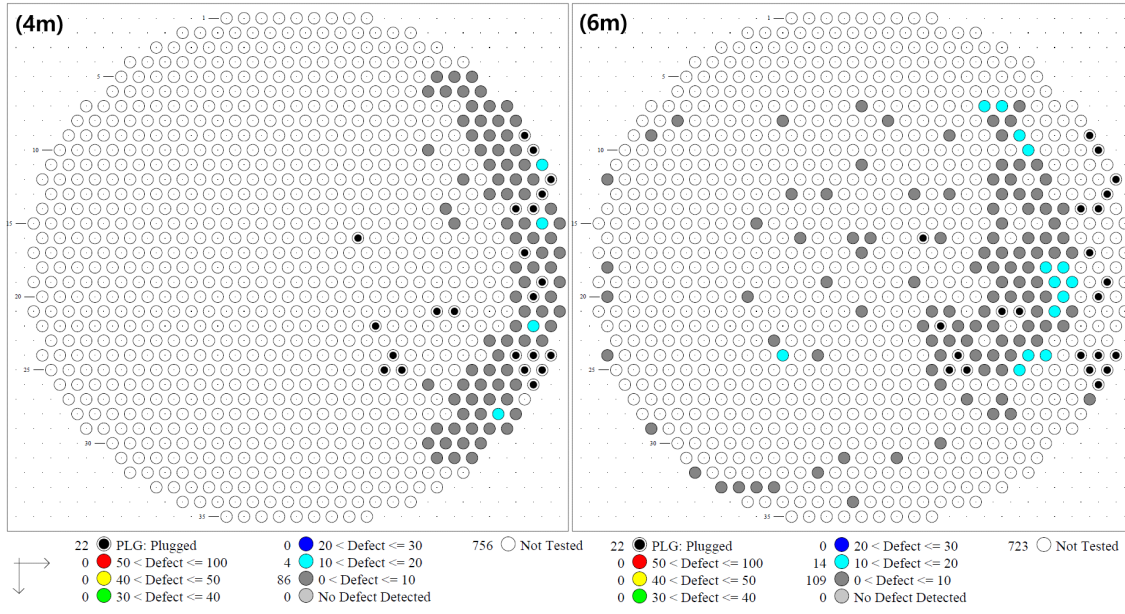 (4m)
(6m)
1
1
5
5
10
10
15
15
20
20
25
25
30
30
35
35
22 PLG: Plugged 0 20 < Defect <= 30 756 Not Tested
0 50 < Defect <= 100 4 10 < Defect <= 20
0 40 < Defect <= 50 86 0 < Defect <= 10
0 30 < Defect <= 40 0 No Defect Detected
22 PLG: Plugged 0 20 < Defect <= 30 723 Not Tested
0 50 < Defect <= 100 14 10 < Defect <= 20
0 40 < Defect <= 50 109 0 < Defect <= 10
0 30 < Defect <= 40 0 No Defect Detected